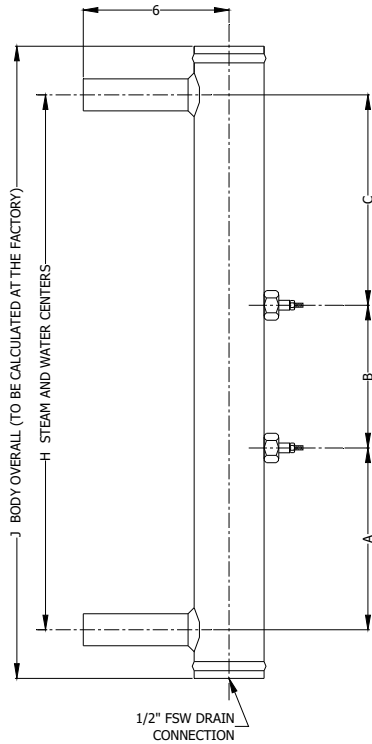 6
J BODY OVERALL (TO BE CALCULATED AT THE FACTORY)
H STEAM AND WATER CENTERS
C
B
A
1/2" FSW DRAIN
CONNECTION